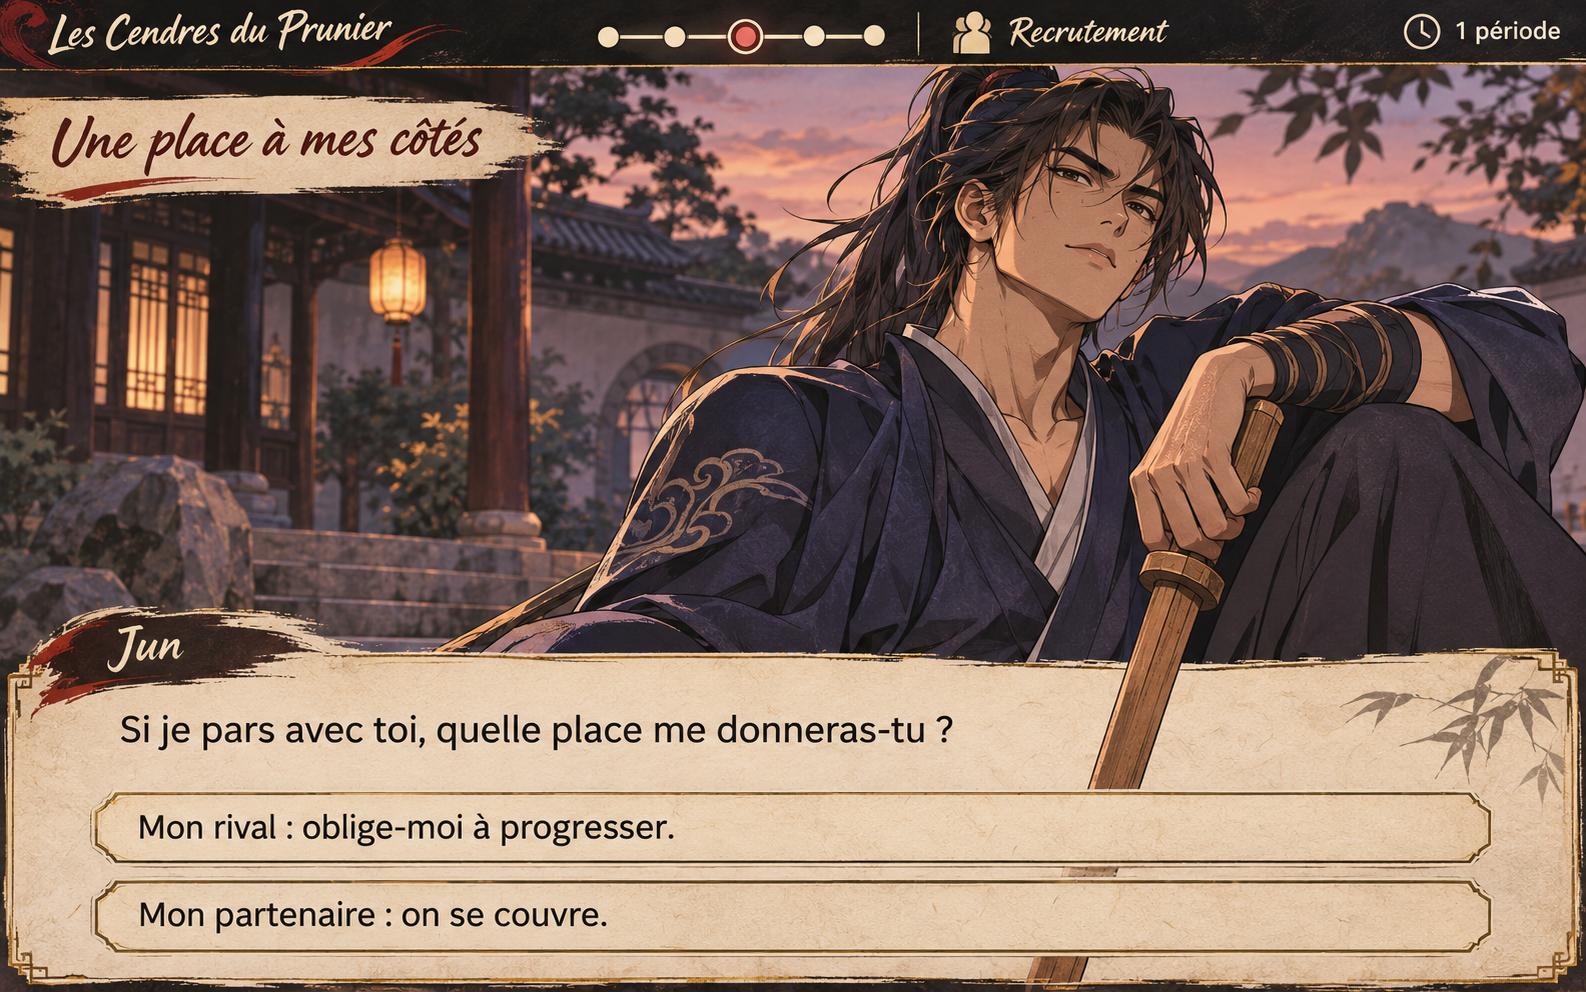 Les Cendres du Prunier
Recrutement
1 période
Une place à mes côtés
Jun
Si je pars avec toi, quelle place me donneras-tu ?
Mon rival : oblige-moi à progresser.
Mon partenaire : on se couvre.